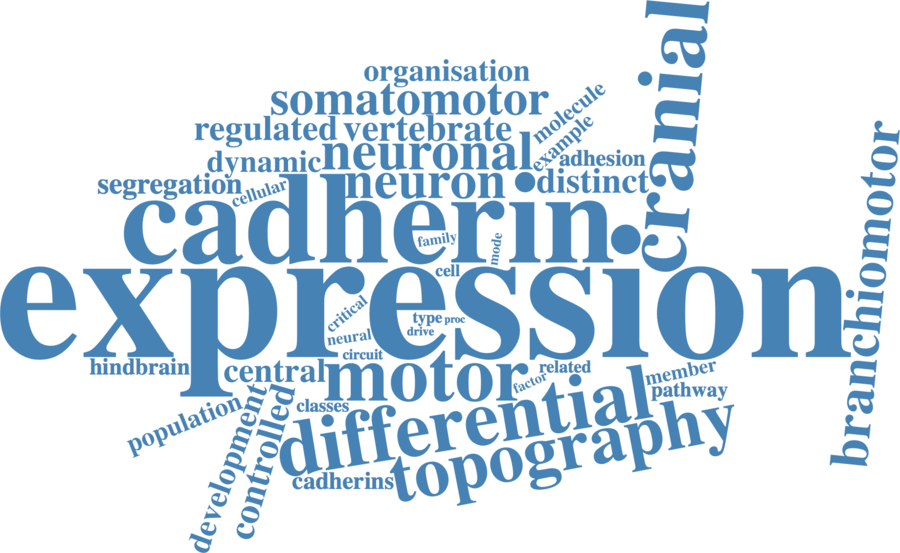 organisation
cranial
somatomotor
molecule
regulated
vertebrate
example
branchiomotor
dynamic
neuronal
adhesion
segregation
cellular
neuron
distinct
cadherin
family
mode
cell
expression
critical
type
proc
drive
neural
circuit
hindbrain
central
motor
factor
related
member
pathway
population
development
controlled
classes
differential
cadherins
topography